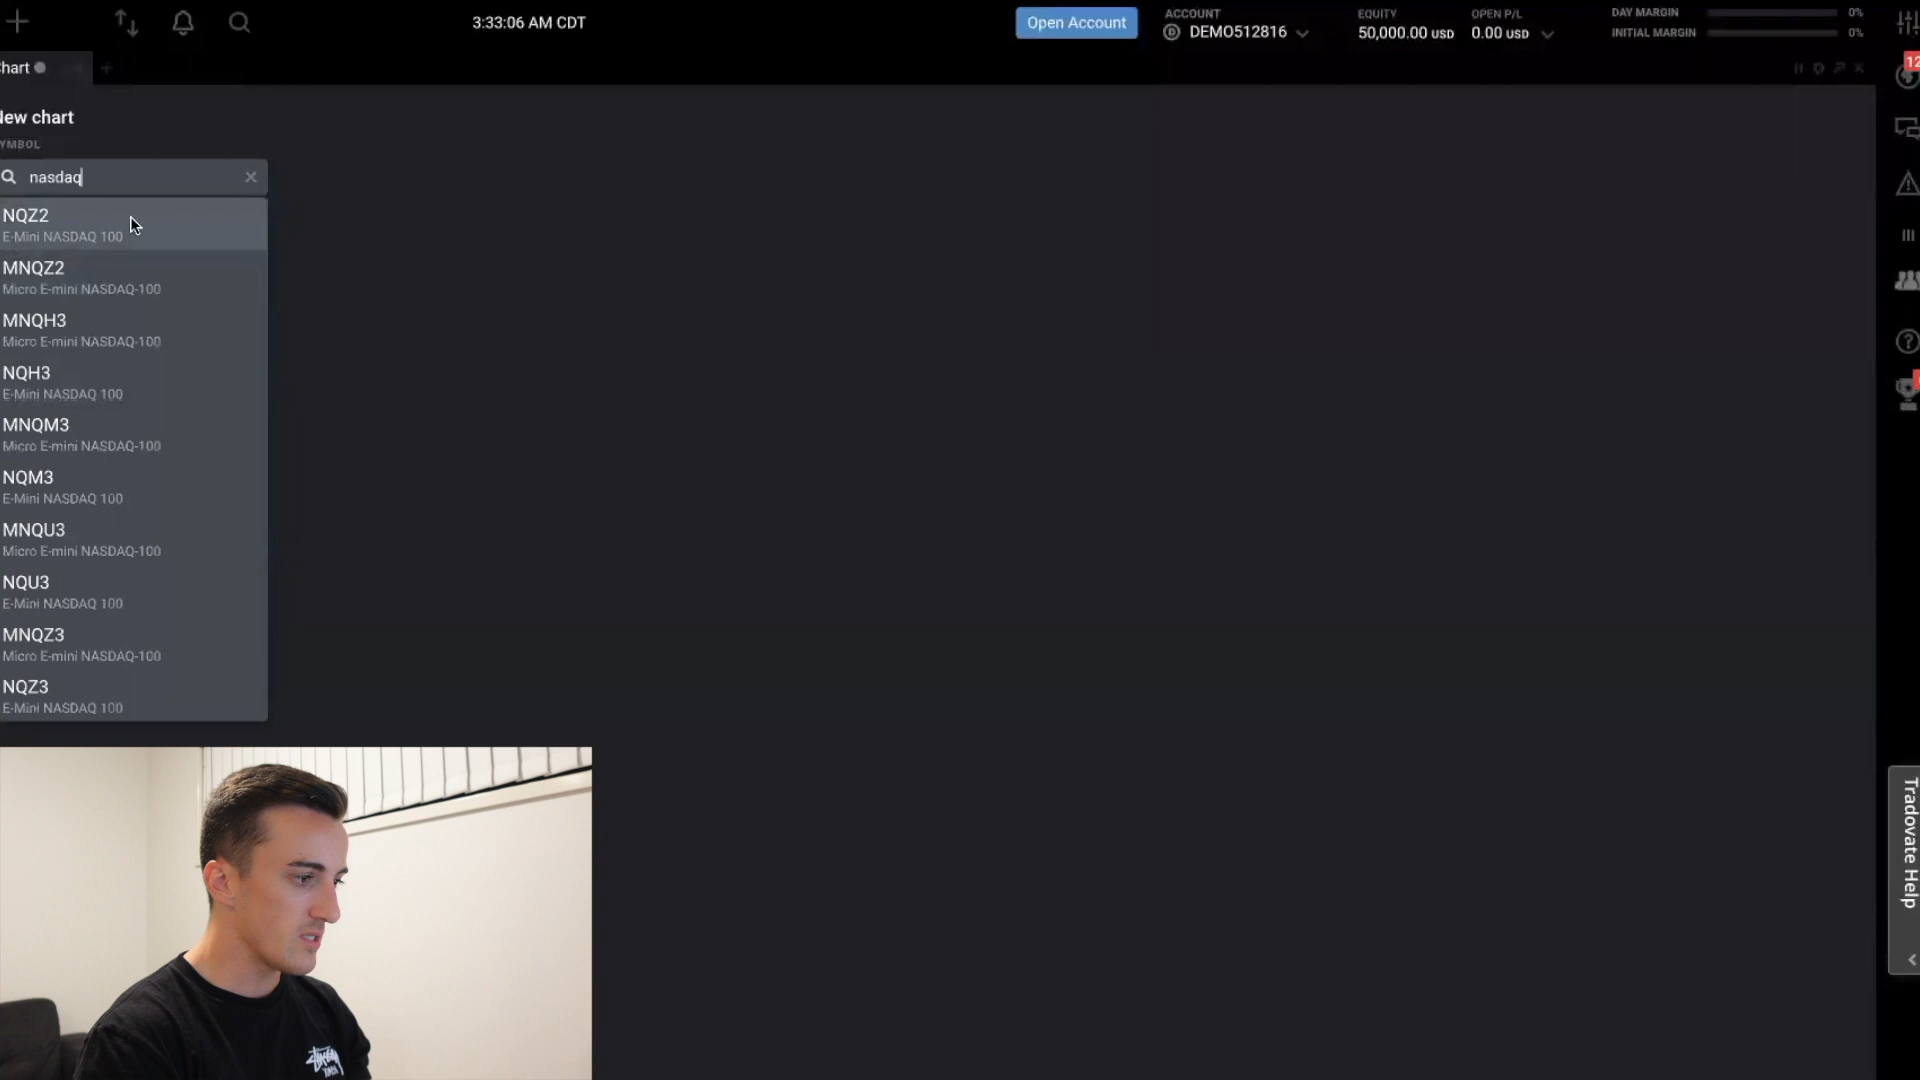 3:33:06 AM CDT
Open Account
ACCOUNT
DEMO512816
EQUITY
50,000.00 USD
OPEN P/L
0.00 USD
DAY MARGIN
0%
INITIAL MARGIN
0%
hart
12
ew chart
YMBOL
nasdaq
NQZ2
E-Mini NASDAQ 100
MNQZ2
Micro E-mini NASDAQ-100
MNQH3
Micro E-mini NASDAQ-100
NQH3
E-Mini NASDAQ 100
MNQM3
Micro E-mini NASDAQ-100
NQM3
E-Mini NASDAQ 100
MNQU3
Micro E-mini NASDAQ-100
NQU3
E-Mini NASDAQ 100
MNQZ3
Micro E-mini NASDAQ-100
NQZ3
E-Mini NASDAQ 100
Tradovate Help